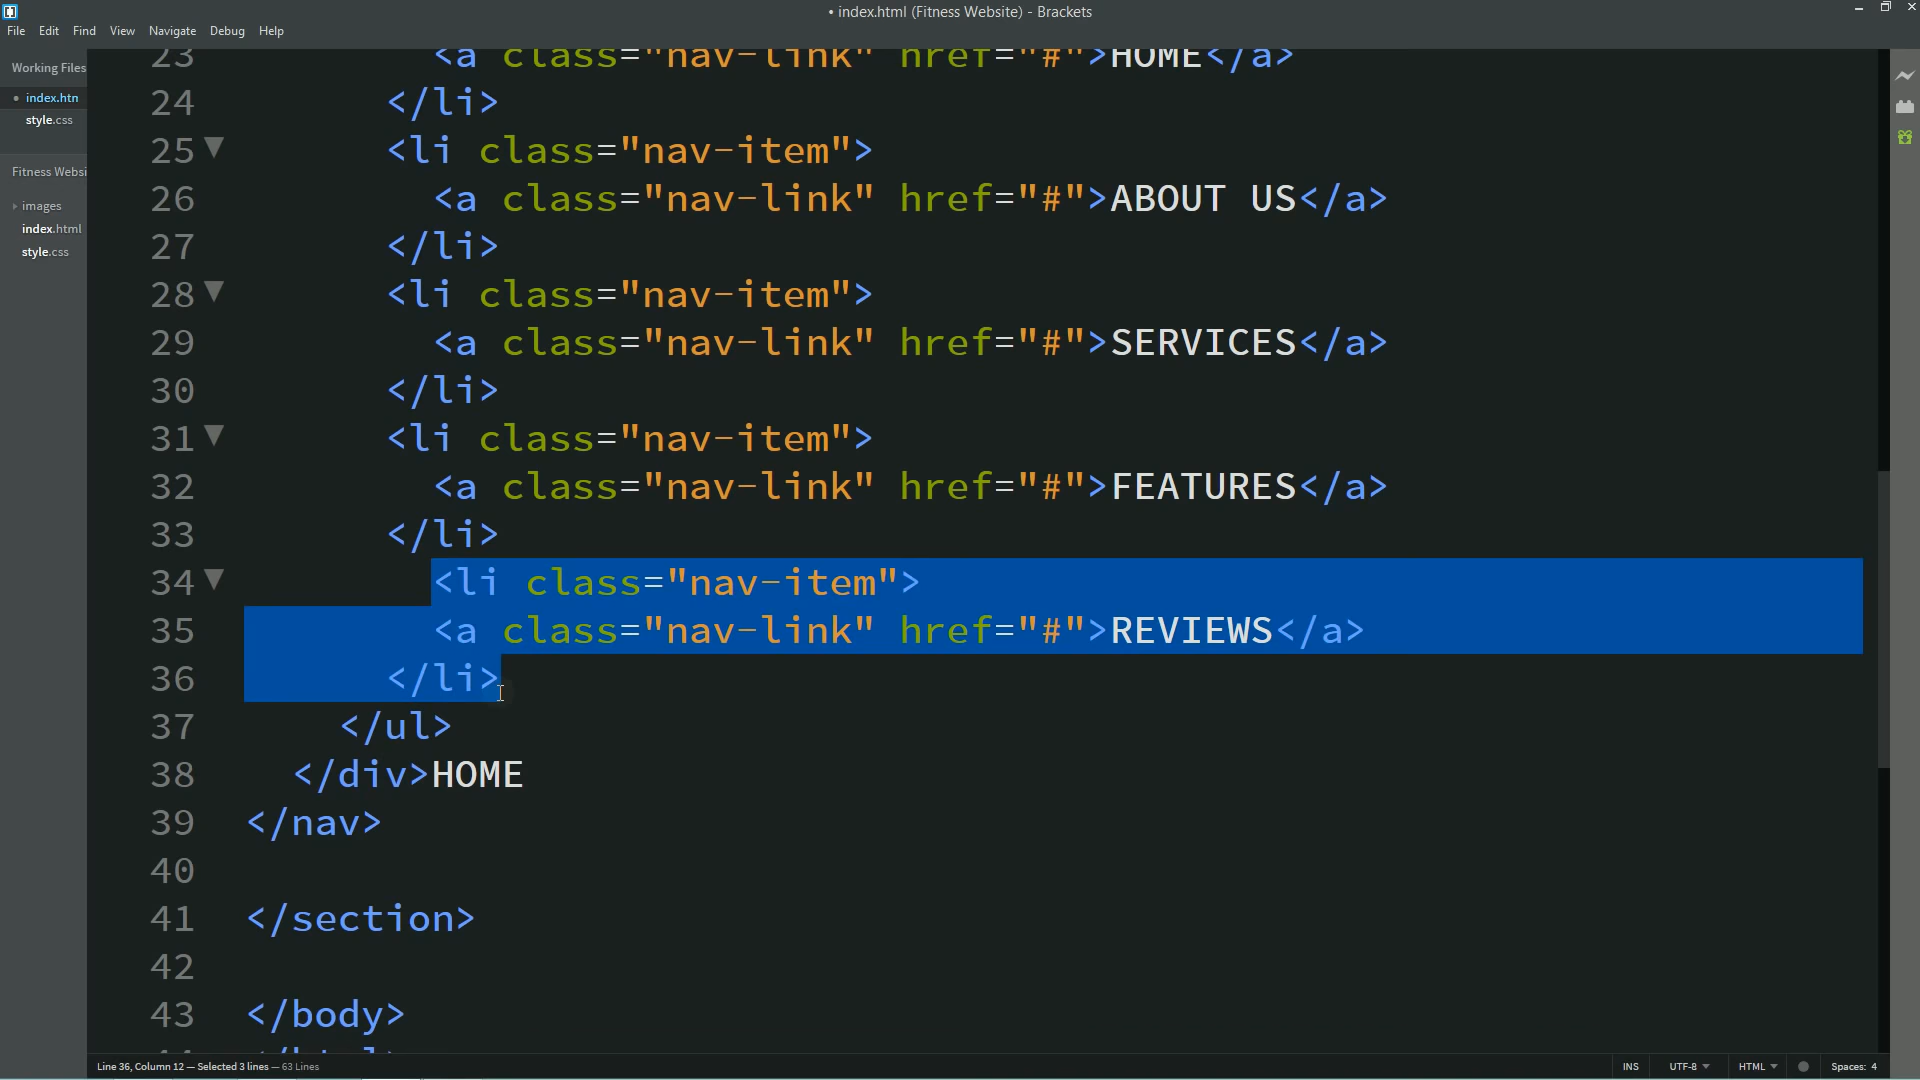 • index.html (Fitness Website) - Brackets
File Edit Find View Navigate Debug Help
Working Files
• index.htn
style.css
Fitness Websi
images
index.html
style.css
23 <a class="nav-link" href="#">HOME</a>
24 </li>
25 <li class="nav-item">
26 <a class="nav-link" href="#">ABOUT US</a>
27 </li>
28 <li class="nav-item">
29 <a class="nav-link" href="#">SERVICES</a>
30 </li>
31 <li class="nav-item">
32 <a class="nav-link" href="#">FEATURES</a>
33 </li>
34 <li class="nav-item">
35 <a class="nav-link" href="#">REVIEWS</a>
36 </li>
37 </ul>
38 </div>HOME
39 </nav>
40
41 </section>
42
43 </body>
Line 36, Column 12 — Selected 3 lines — 63 Lines
INS UTF-8 HTML Spaces: 4